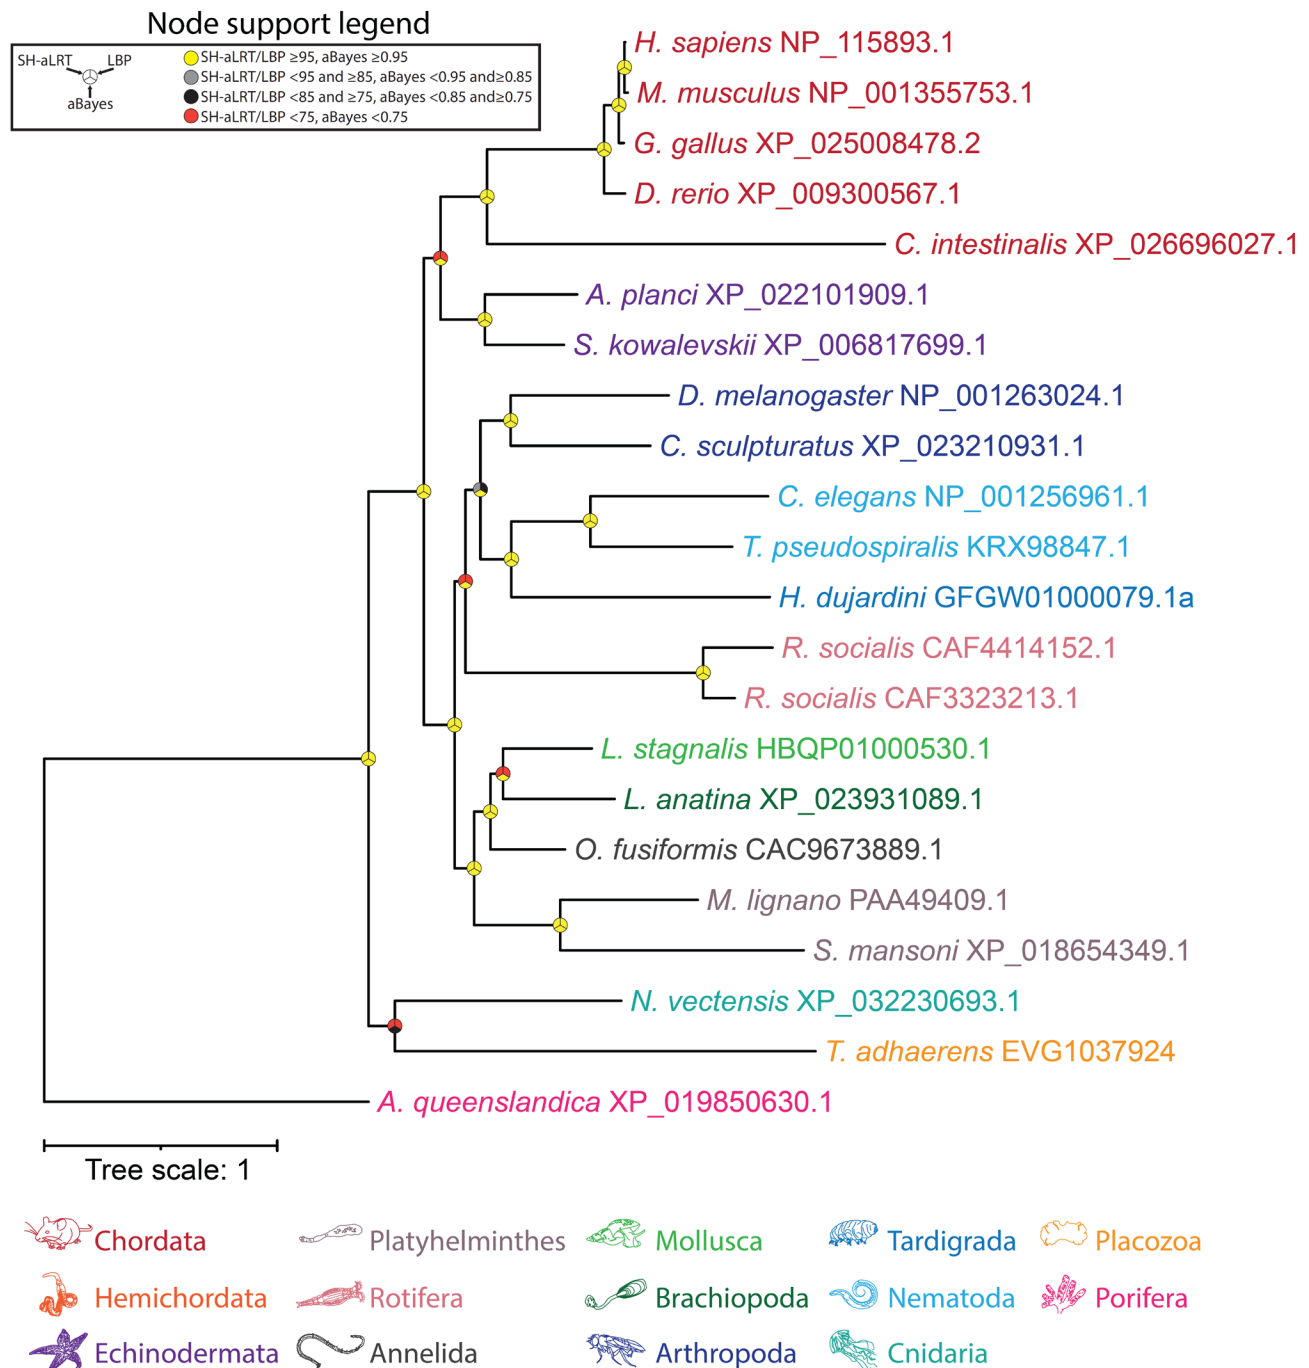 Node support legend
SH-aLRT LBP
aBayes
SH-aLRT/LBP ≥95, aBayes ≥0.95
SH-aLRT/LBP <95 and ≥85, aBayes <0.95 and≥0.85
SH-aLRT/LBP <85 and ≥75, aBayes <0.85 and≥0.75
SH-aLRT/LBP <75, aBayes <0.75
H. sapiens NP_115893.1
M. musculus NP_001355753.1
G. gallus XP_025008478.2
D. rerio XP_009300567.1
C. intestinalis XP_026696027.1
A. planci XP_022101909.1
S. kowalevskii XP_006817699.1
D. melanogaster NP_001263024.1
C. sculpturatus XP_023210931.1
C. elegans NP_001256961.1
T. pseudospiralis KRX98847.1
H. dujardini GFGW01000079.1a
R. socialis CAF4414152.1
R. socialis CAF3323213.1
L. stagnalis HBQP01000530.1
L. anatina XP_023931089.1
O. fusiformis CAC9673889.1
M. lignano PAA49409.1
S. mansoni XP_018654349.1
N. vectensis XP_032230693.1
T. adhaerens EVG1037924
A. queenslandica XP_019850630.1
Tree scale: 1
Chordata Platyhelminthes Mollusca Tardigrada Placozoa
Hemichordata Rotifera Brachiopoda Nematoda Porifera
Echinodermata Annelida Arthropoda Cnidaria